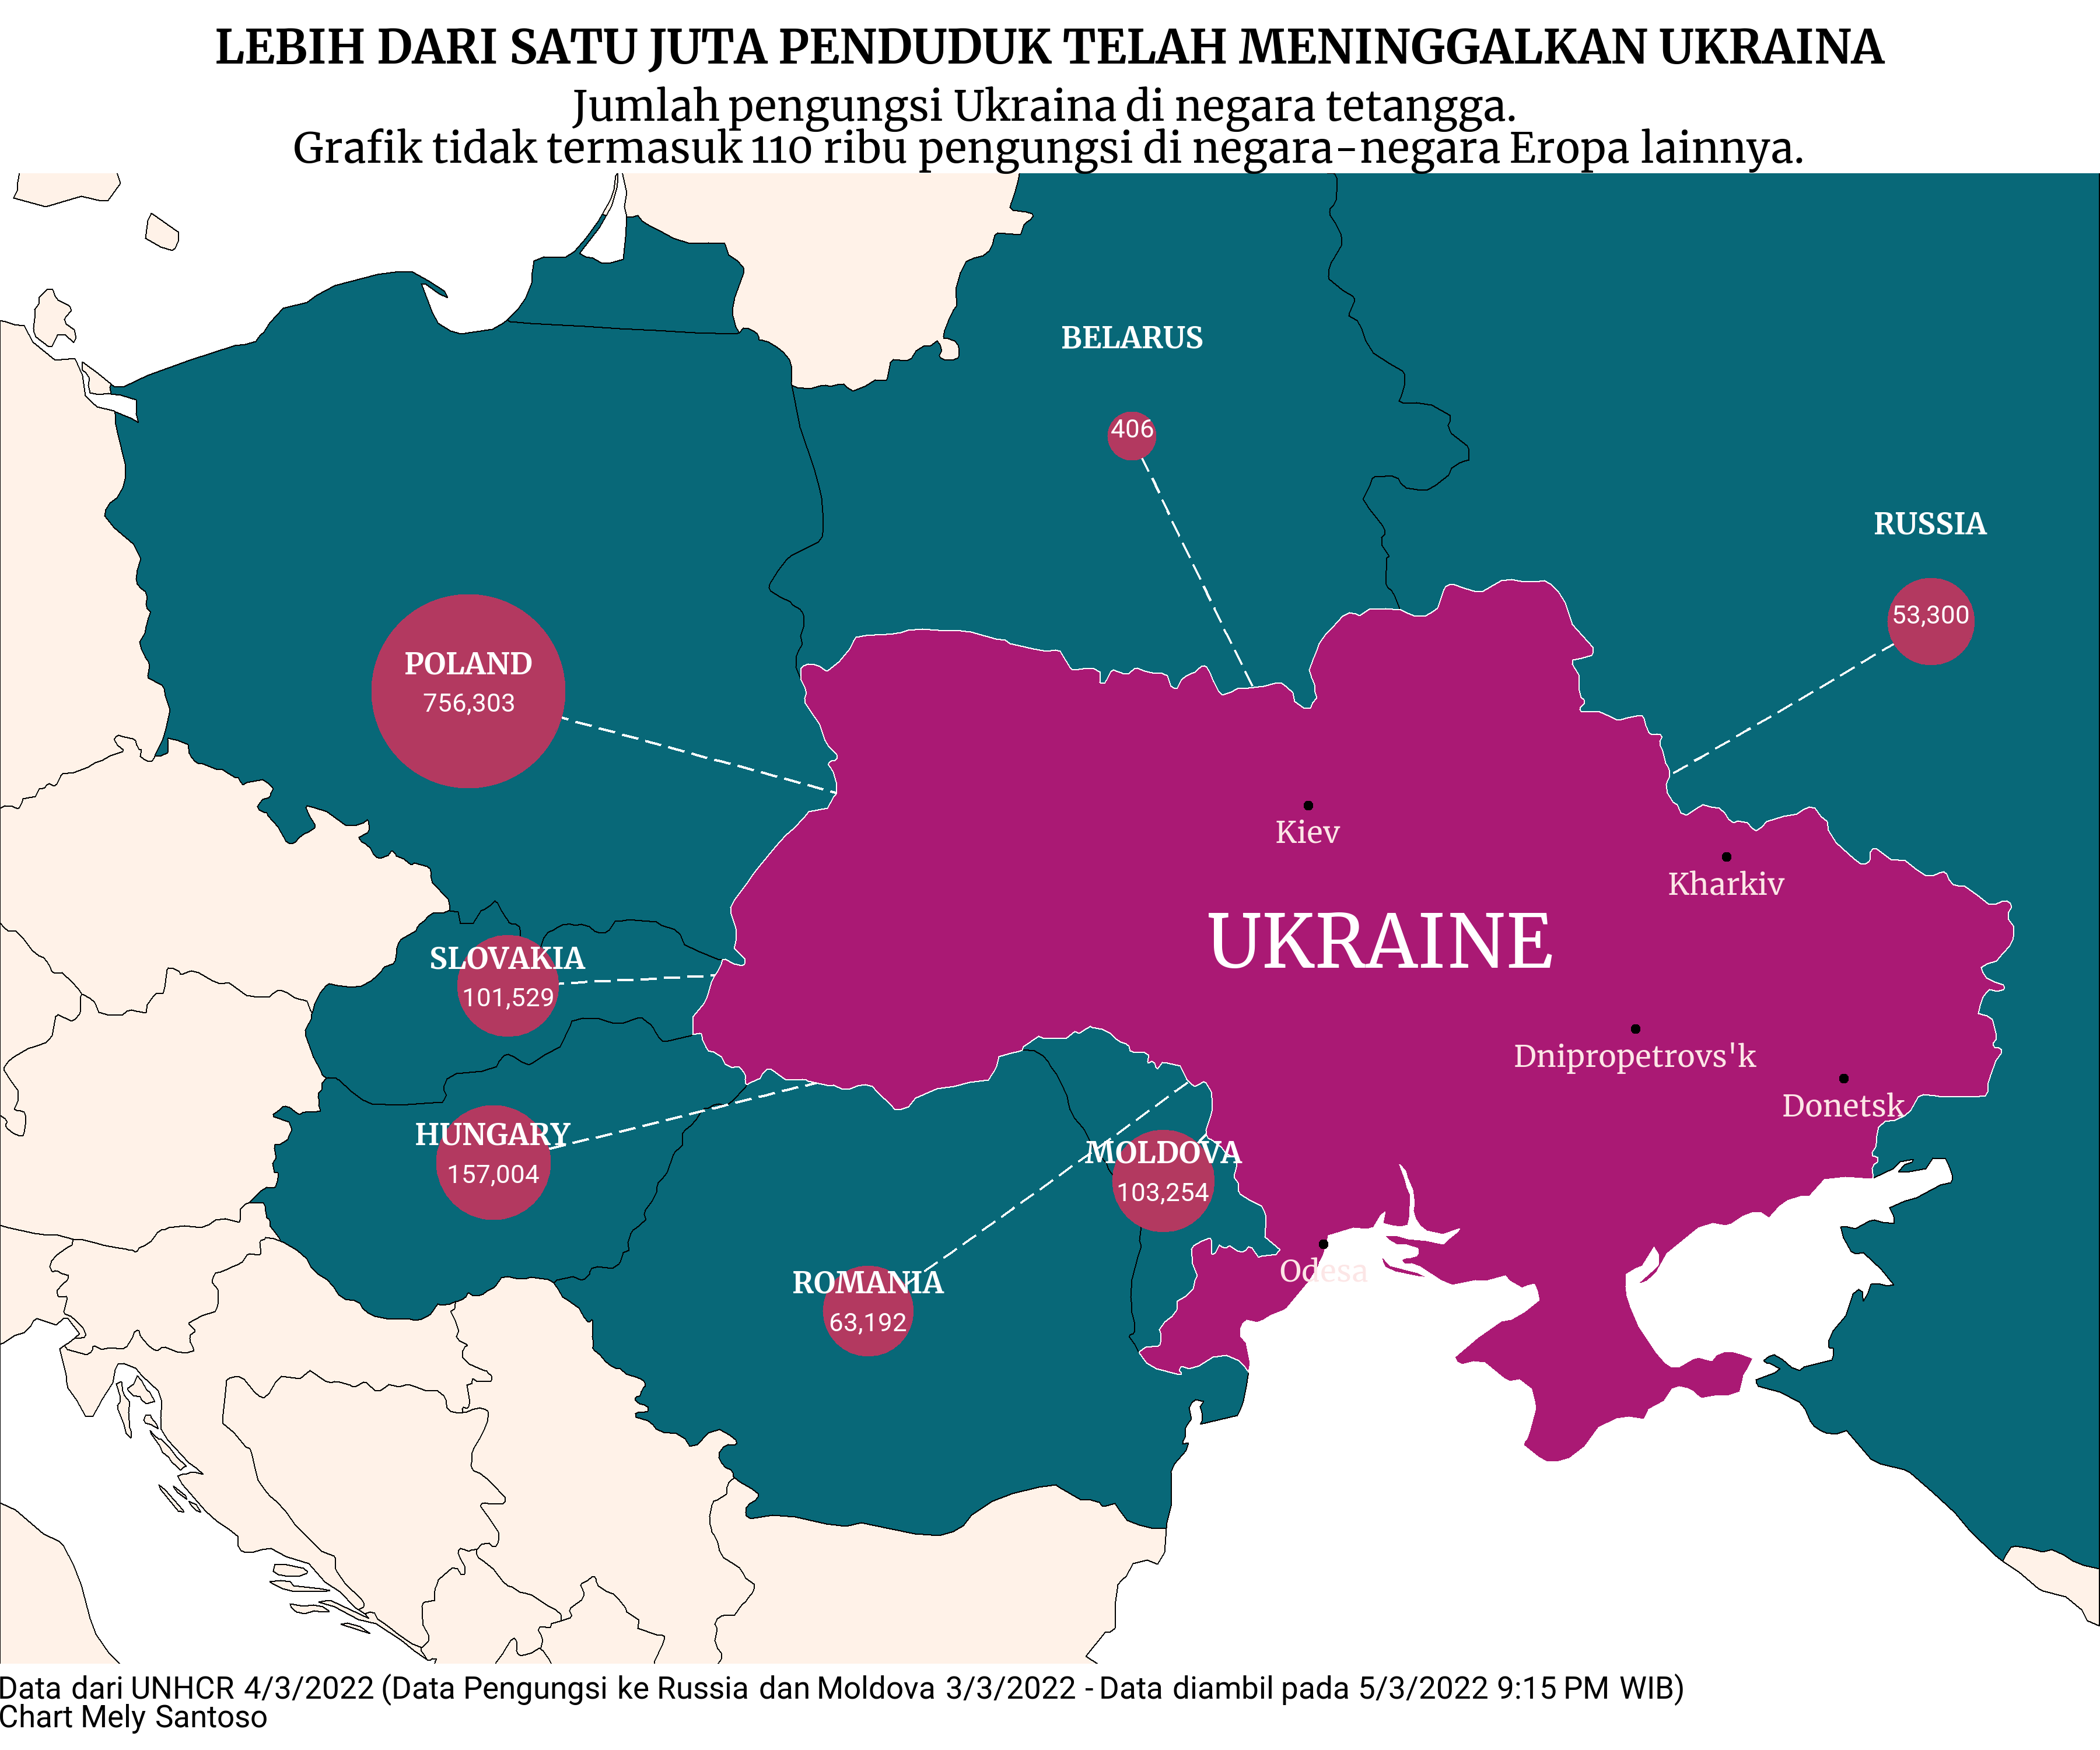 LEBIH DARI SATU JUTA PENDUDUK TELAH MENINGGALKAN UKRAINA
Jumlah pengungsi Ukraina di negara tetangga.
Grafik tidak termasuk 110 ribu pengungsi di negara-negara Eropa lainnya.
BELARUS
406
RUSSIA
53,300
POLAND
756,303
Kiev
Kharkiv
UKRAINE
SLOVAKIA
101,529
Dnipropetrovs'k
Donetsk
HUNGARY
157,004
MOLDOVA
103,254
Odesa
ROMANIA
63,192
Data dari UNHCR 4/3/2022 (Data Pengungsi ke Russia dan Moldova 3/3/2022 - Data diambil pada 5/3/2022 9:15 PM WIB)
Chart Mely Santoso